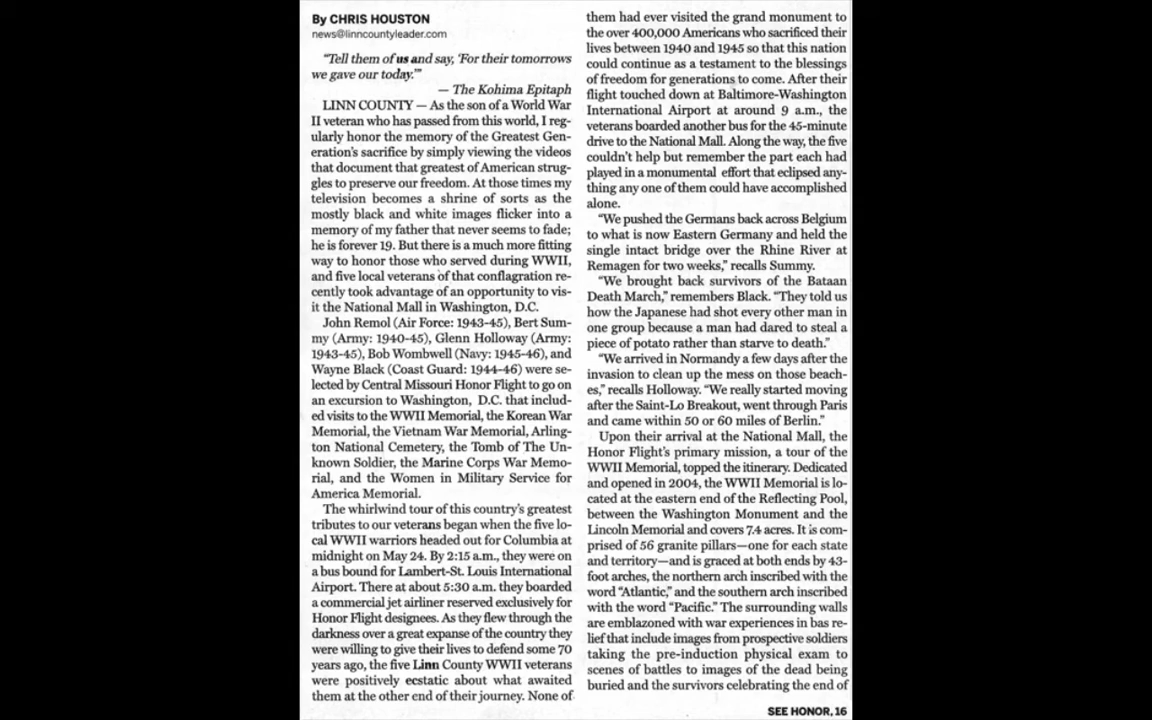 By CHRIS HOUSTON
news@linncountyleader.com
“Tell them of us and say, ‘For their tomorrows
we gave our today.’”
— The Kohima Epitaph
LINN COUNTY — As the son of a World War
II veteran who has passed from this world, I reg-
ularly honor the memory of the Greatest Gen-
eration’s sacrifice by simply viewing the videos
that document that greatest of American strug-
gles to preserve our freedom. At those times my
television becomes a shrine of sorts as the
mostly black and white images flicker into a
memory of my father that never seems to fade;
he is forever 19. But there is a much more fitting
way to honor those who served during WWII,
and five local veterans of that conflagration re-
cently took advantage of an opportunity to vis-
it the National Mall in Washington, D.C.
John Remol (Air Force: 1943-45), Bert Sum-
my (Army: 1940-45), Glenn Holloway (Army:
1943-45), Bob Wombwell (Navy: 1945-46), and
Wayne Black (Coast Guard: 1944-46) were se-
lected by Central Missouri Honor Flight to go on
an excursion to Washington, D.C. that includ-
ed visits to the WWII Memorial, the Korean War
Memorial, the Vietnam War Memorial, Arling-
ton National Cemetery, the Tomb of The Un-
known Soldier, the Marine Corps War Memo-
rial, and the Women in Military Service for
America Memorial.
The whirlwind tour of this country’s greatest
tributes to our veterans began when the five lo-
cal WWII warriors headed out for Columbia at
midnight on May 24. By 2:15 a.m., they were on
a bus bound for Lambert-St. Louis International
Airport. There at about 5:30 a.m. they boarded
a commercial jet airliner reserved exclusively for
Honor Flight designees. As they flew through the
darkness over a great expanse of the country they
were willing to give their lives to defend some 70
years ago, the five Linn County WWII veterans
were positively ecstatic about what awaited
them at the other end of their journey. None of
them had ever visited the grand monument to
the over 400,000 Americans who sacrificed their
lives between 1940 and 1945 so that this nation
could continue as a testament to the blessings
of freedom for generations to come. After their
flight touched down at Baltimore-Washington
International Airport at around 9 a.m., the
veterans boarded another bus for the 45-minute
drive to the National Mall. Along the way, the five
couldn’t help but remember the part each had
played in a monumental effort that eclipsed any-
thing any one of them could have accomplished
alone.
“We pushed the Germans back across Belgium
to what is now Eastern Germany and held the
single intact bridge over the Rhine River at
Remagen for two weeks,” recalls Summy.
“We brought back survivors of the Bataan
Death March,” remembers Black. “They told us
how the Japanese had shot every other man in
one group because a man had dared to steal a
piece of potato rather than starve to death.”
“We arrived in Normandy a few days after the
invasion to clean up the mess on those beach-
es,” recalls Holloway. “We really started moving
after the Saint-Lo Breakout, went through Paris
and came within 50 or 60 miles of Berlin.”
Upon their arrival at the National Mall, the
Honor Flight’s primary mission, a tour of the
WWII Memorial, topped the itinerary. Dedicated
and opened in 2004, the WWII Memorial is lo-
cated at the eastern end of the Reflecting Pool,
between the Washington Monument and the
Lincoln Memorial and covers 7.4 acres. It is com-
prised of 56 granite pillars—one for each state
and territory—and is graced at both ends by 43-
foot arches, the northern arch inscribed with the
word “Atlantic,” and the southern arch inscribed
with the word “Pacific.” The surrounding walls
are emblazoned with war experiences in bas re-
lief that include images from prospective soldiers
taking the pre-induction physical exam to
scenes of battles to images of the dead being
buried and the survivors celebrating the end of
SEE HONOR, 16